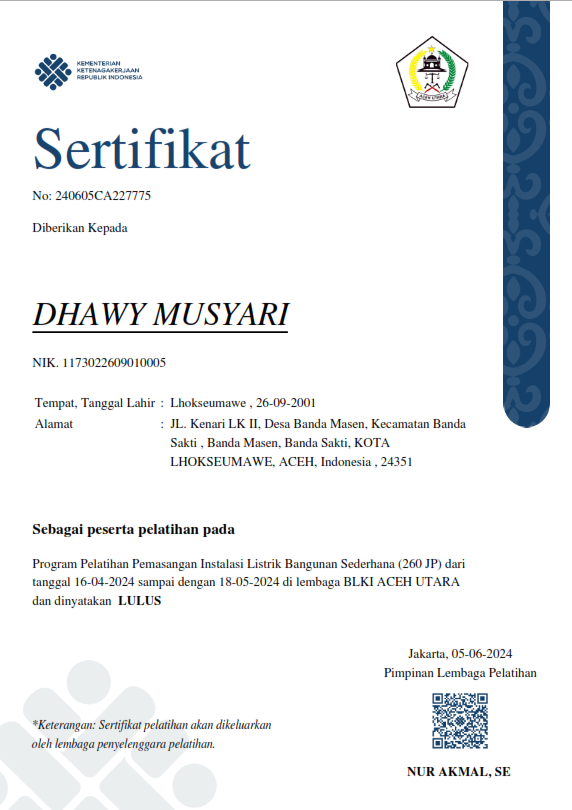 KEMENTERIAN
KETENAGAKERJAAN
REPUBLIK INDONESIA
ACEH UTARA
Sertifikat
No: 240605CA227775
Diberikan Kepada
DHAWY MUSYARI
NIK. 1173022609010005
Tempat, Tanggal Lahir : Lhokseumawe , 26-09-2001
Alamat : JL. Kenari LK II, Desa Banda Masen, Kecamatan Banda
Sakti , Banda Masen, Banda Sakti, KOTA
LHOKSEUMAWE, ACEH, Indonesia , 24351
Sebagai peserta pelatihan pada
Program Pelatihan Pemasangan Instalasi Listrik Bangunan Sederhana (260 JP) dari
tanggal 16-04-2024 sampai dengan 18-05-2024 di lembaga BLKI ACEH UTARA
dan dinyatakan LULUS
Jakarta, 05-06-2024
Pimpinan Lembaga Pelatihan
*Keterangan: Sertifikat pelatihan akan dikeluarkan
oleh lembaga penyelenggara pelatihan.
NUR AKMAL, SE